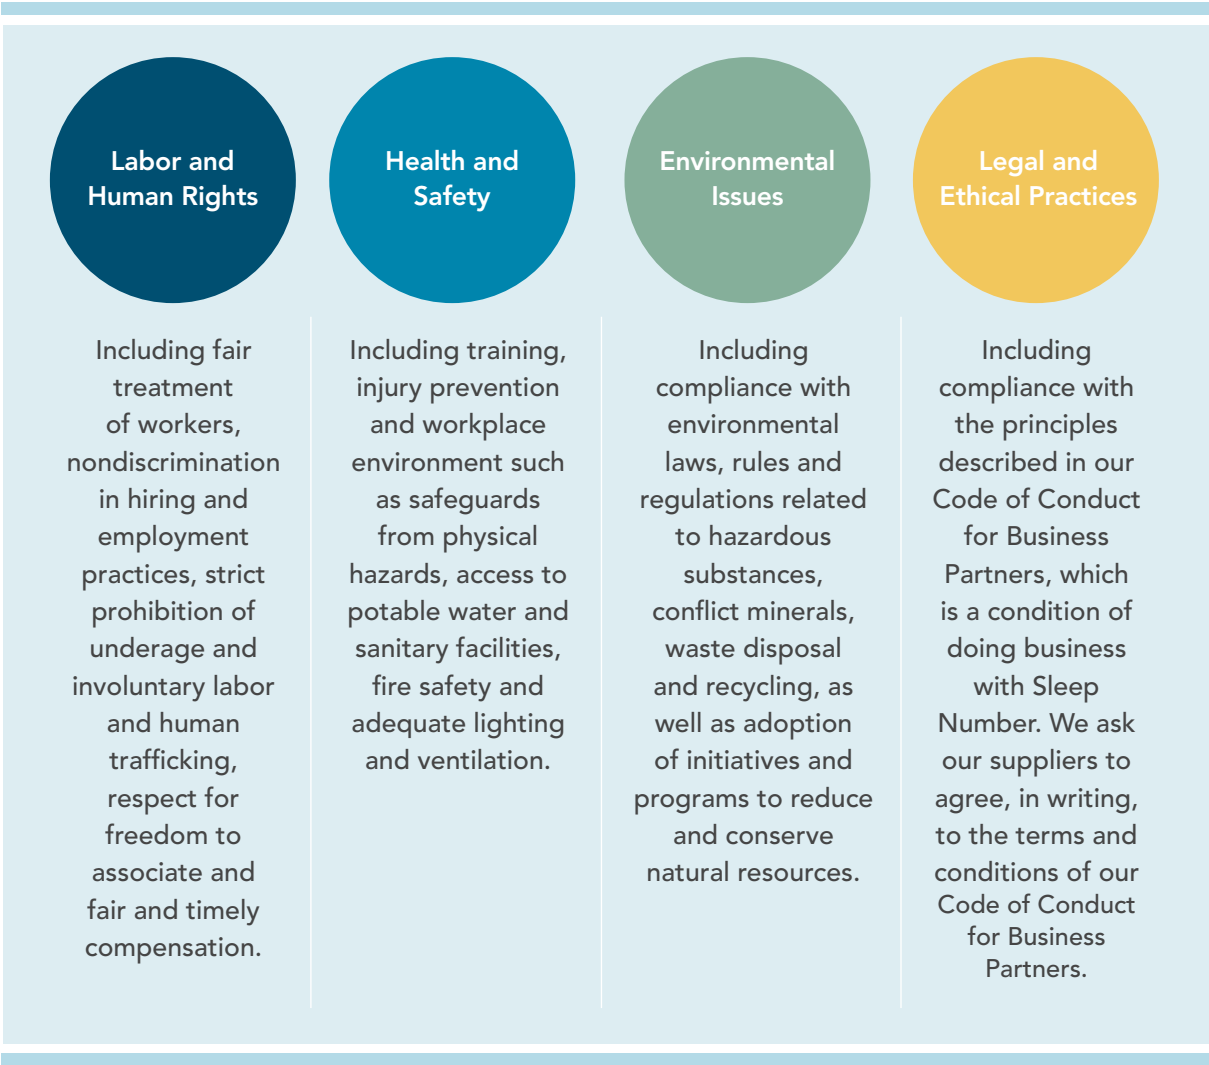 Labor and
Human Rights
Including fair
treatment
of workers,
nondiscrimination
in hiring and
employment
practices, strict
prohibition of
underage and
involuntary labor
and human
trafficking,
respect for
freedom to
associate and
fair and timely
compensation.
Health and
Safety
Including training,
injury prevention
and workplace
environment such
as safeguards
from physical
hazards, access to
potable water and
sanitary facilities,
fire safety and
adequate lighting
and ventilation.
Environmental
Issues
Including
compliance with
environmental
laws, rules and
regulations related
to hazardous
substances,
conflict minerals,
waste disposal
and recycling, as
well as adoption
of initiatives and
programs to reduce
and conserve
natural resources.
Legal and
Ethical Practices
Including
compliance with
the principles
described in our
Code of Conduct
for Business
Partners, which
is a condition of
doing business
with Sleep
Number. We ask
our suppliers to
agree, in writing,
to the terms and
conditions of our
Code of Conduct
for Business
Partners.